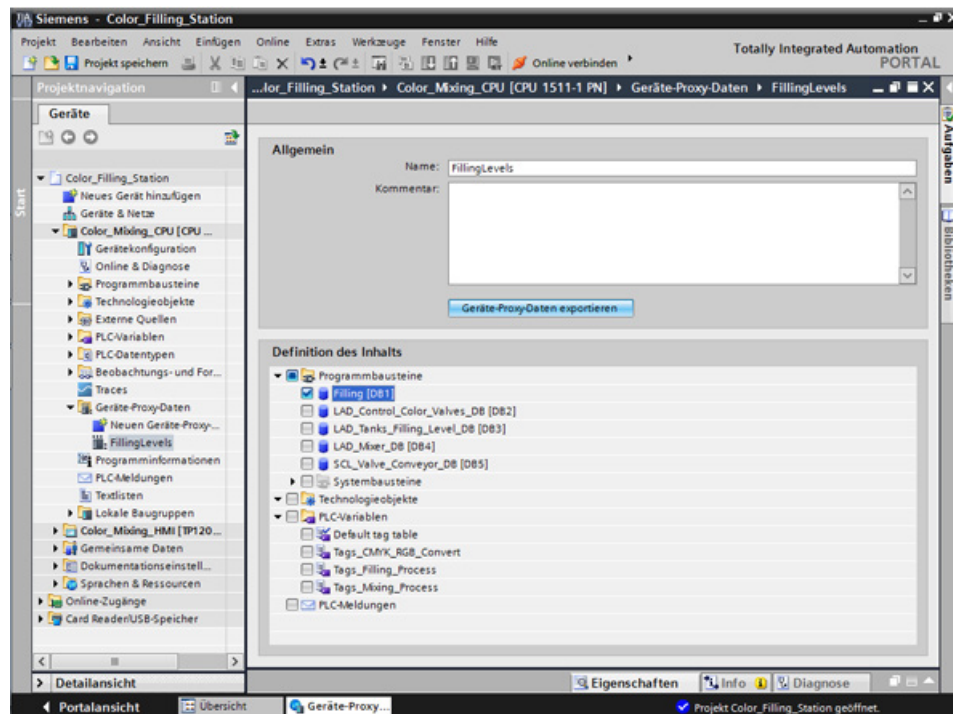 Siemens - Color_Filling_Station
Projekt Bearbeiten Ansicht Einfügen Online Extras Werkzeuge Fenster Hilfe
Totally Integrated Automation
PORTAL
Projekt speichern
Online verbinden
Projektnavigation
...lor_Filling_Station Color_Mixing_CPU [CPU 1511-1 PN] Geräte-Proxy-Daten FillingLevels
Geräte
Start
Color_Filling_Station
Neues Gerät hinzufügen
Geräte & Netze
Color_Mixing_CPU [CPU ...
Gerätekonfiguration
Online & Diagnose
Programmbausteine
Technologieobjekte
Externe Quellen
PLC-Variablen
PLC-Datentypen
Beobachtungs- und For...
Traces
Geräte-Proxy-Daten
Neuen Geräte-Proxy-...
FillingLevels
Programminformationen
PLC-Meldungen
Textlisten
Lokale Baugruppen
Color_Mixing_HMI [TP120...
Gemeinsame Daten
Dokumentationseinstell...
Sprachen & Ressourcen
Online-Zugänge
Card Reader/USB-Speicher
Allgemein
Name: FillingLevels
Kommentar:
Geräte-Proxy-Daten exportieren
Definition des Inhalts
Programmbausteine
Filling [DB1]
LAD_Control_Color_Valves_DB [DB2]
LAD_Tanks_Filling_Level_DB [DB3]
LAD_Mixer_DB [DB4]
SCL_Valve_Conveyor_DB [DB5]
Systembausteine
Technologieobjekte
PLC-Variablen
Default tag table
Tags_CMYK_RGB_Convert
Tags_Filling_Process
Tags_Mixing_Process
PLC-Meldungen
Aufgaben
Bibliotheken
Detailansicht
Eigenschaften Info Diagnose
Portalansicht Übersicht Geräte-Proxy... Projekt Color_Filling_Station geöffnet.